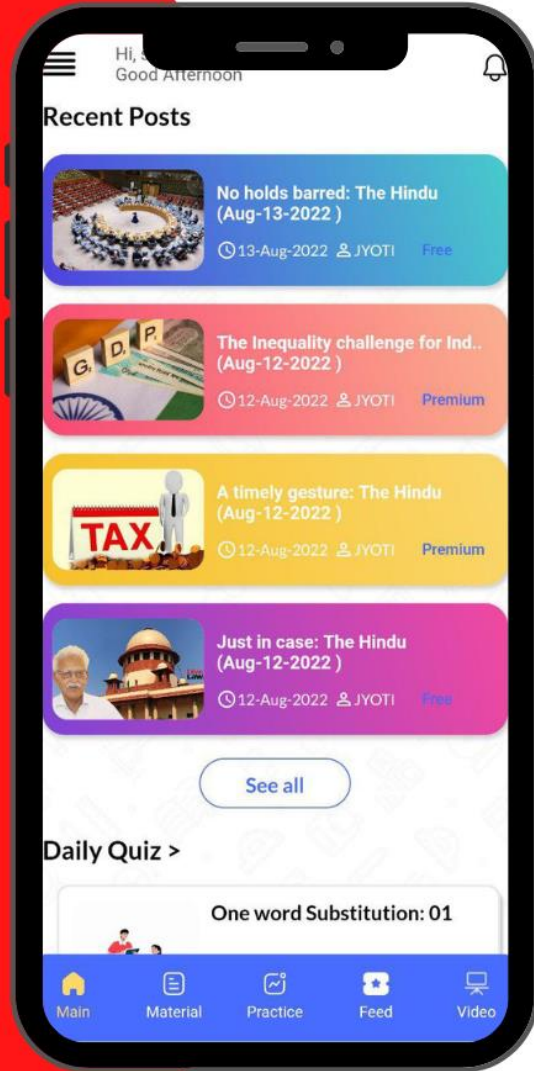 Hi, s
Good Afternoon
Recent Posts
No holds barred: The Hindu
(Aug-13-2022 )
13-Aug-2022 JYOTI Free
GDP
The Inequality challenge for Ind..
(Aug-12-2022 )
12-Aug-2022 JYOTI Premium
TAX
A timely gesture: The Hindu
(Aug-12-2022 )
12-Aug-2022 JYOTI Premium
Just in case: The Hindu
(Aug-12-2022 )
12-Aug-2022 JYOTI Free
See all
Daily Quiz >
One word Substitution: 01
Main Material Practice Feed Video